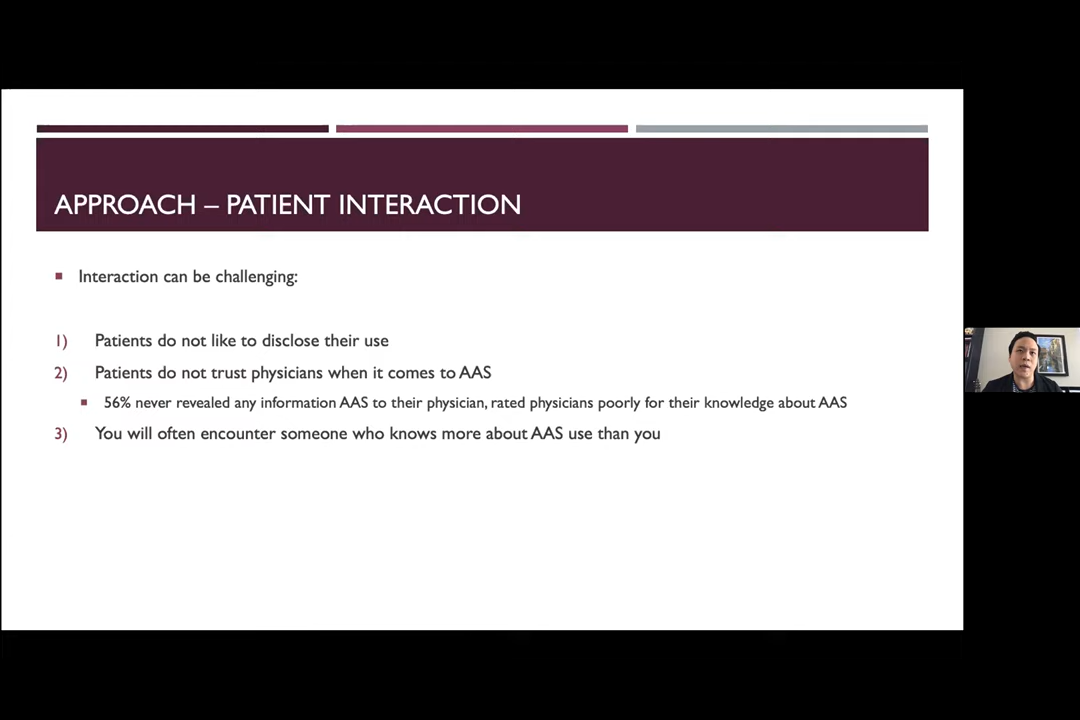 APPROACH – PATIENT INTERACTION
Interaction can be challenging:
1) Patients do not like to disclose their use
2) Patients do not trust physicians when it comes to AAS
56% never revealed any information AAS to their physician, rated physicians poorly for their knowledge about AAS
3) You will often encounter someone who knows more about AAS use than you